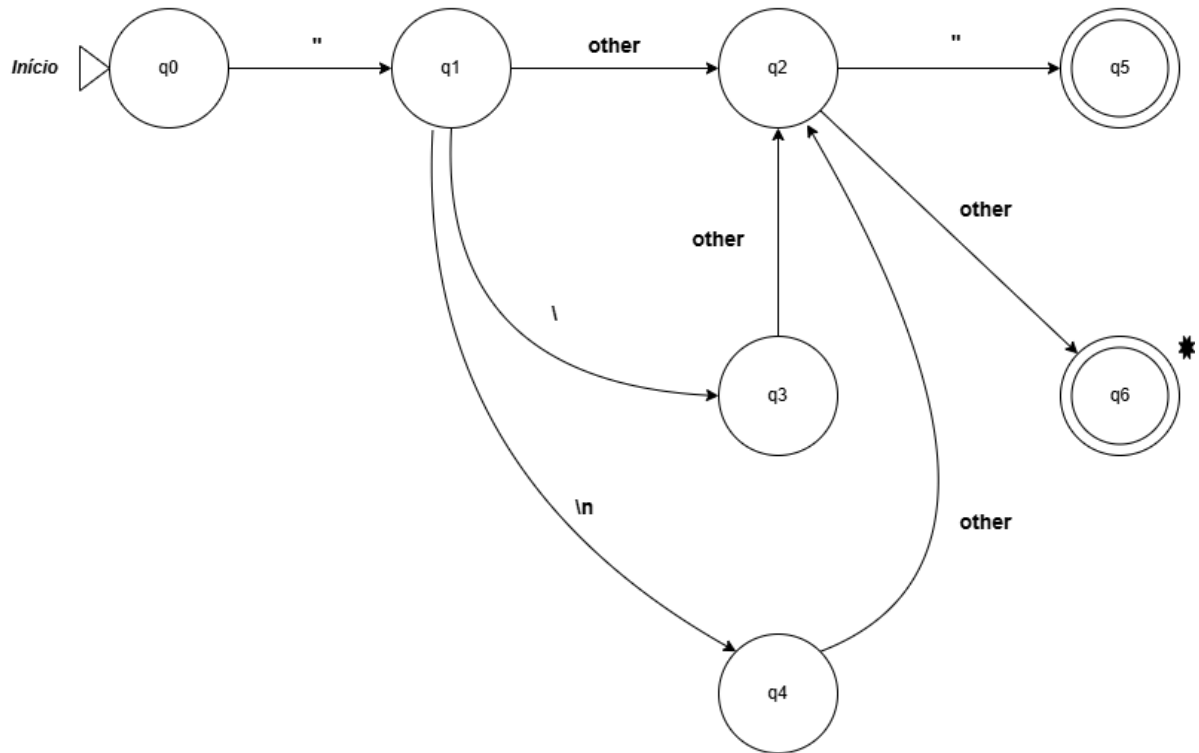 "
other
"
Início
q0
q1
q2
q5
other
other
\
q3
q6
*
\n
other
q4